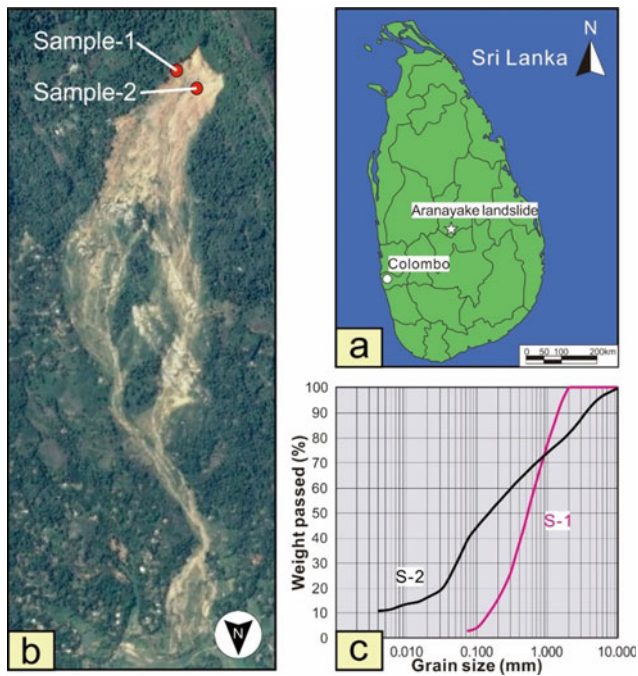 Sample-1
Sample-2
N
b
Sri Lanka
N
Aranayake landslide
Colombo
0 50 100 200km
a
100
90
80
70
60
50
40
30
20
10
0
Weight passed (%)
S-1
S-2
0.010 0.100 1.000 10.000
Grain size (mm)
c